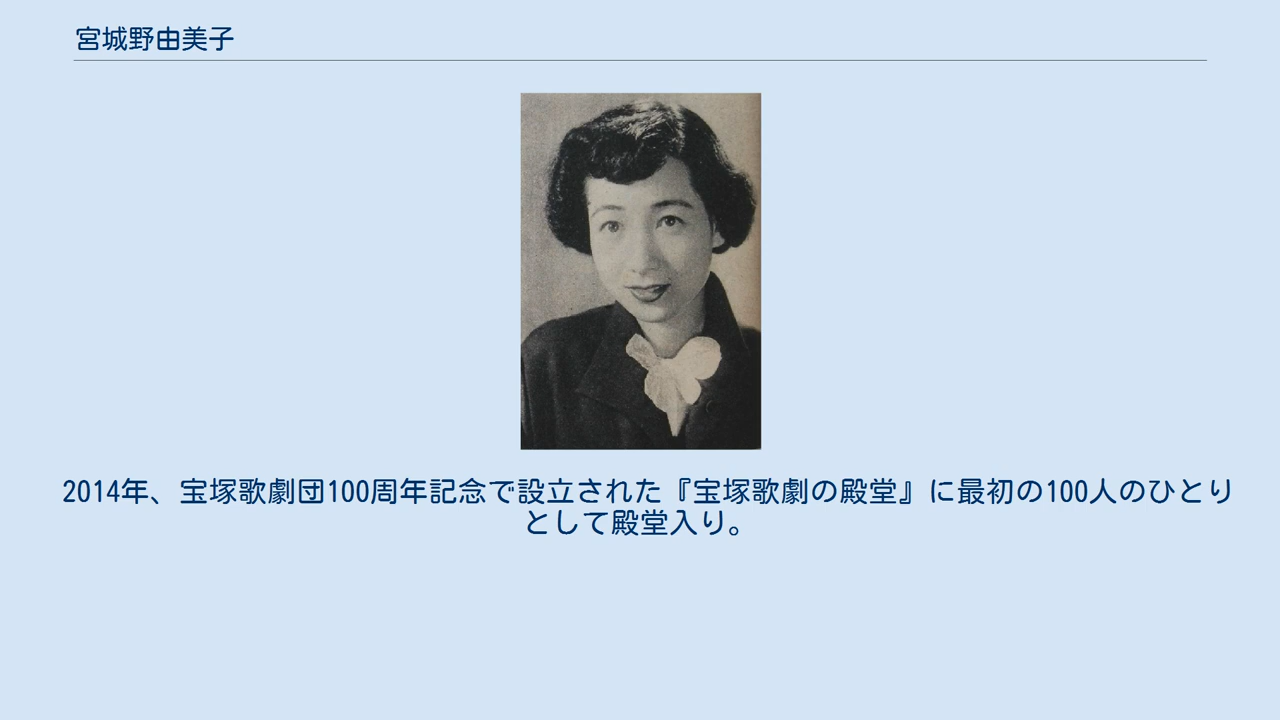 宮城野由美子
2014年、宝塚歌劇団100周年記念で設立された『宝塚歌劇の殿堂』に最初の100人のひとり
として殿堂入り。